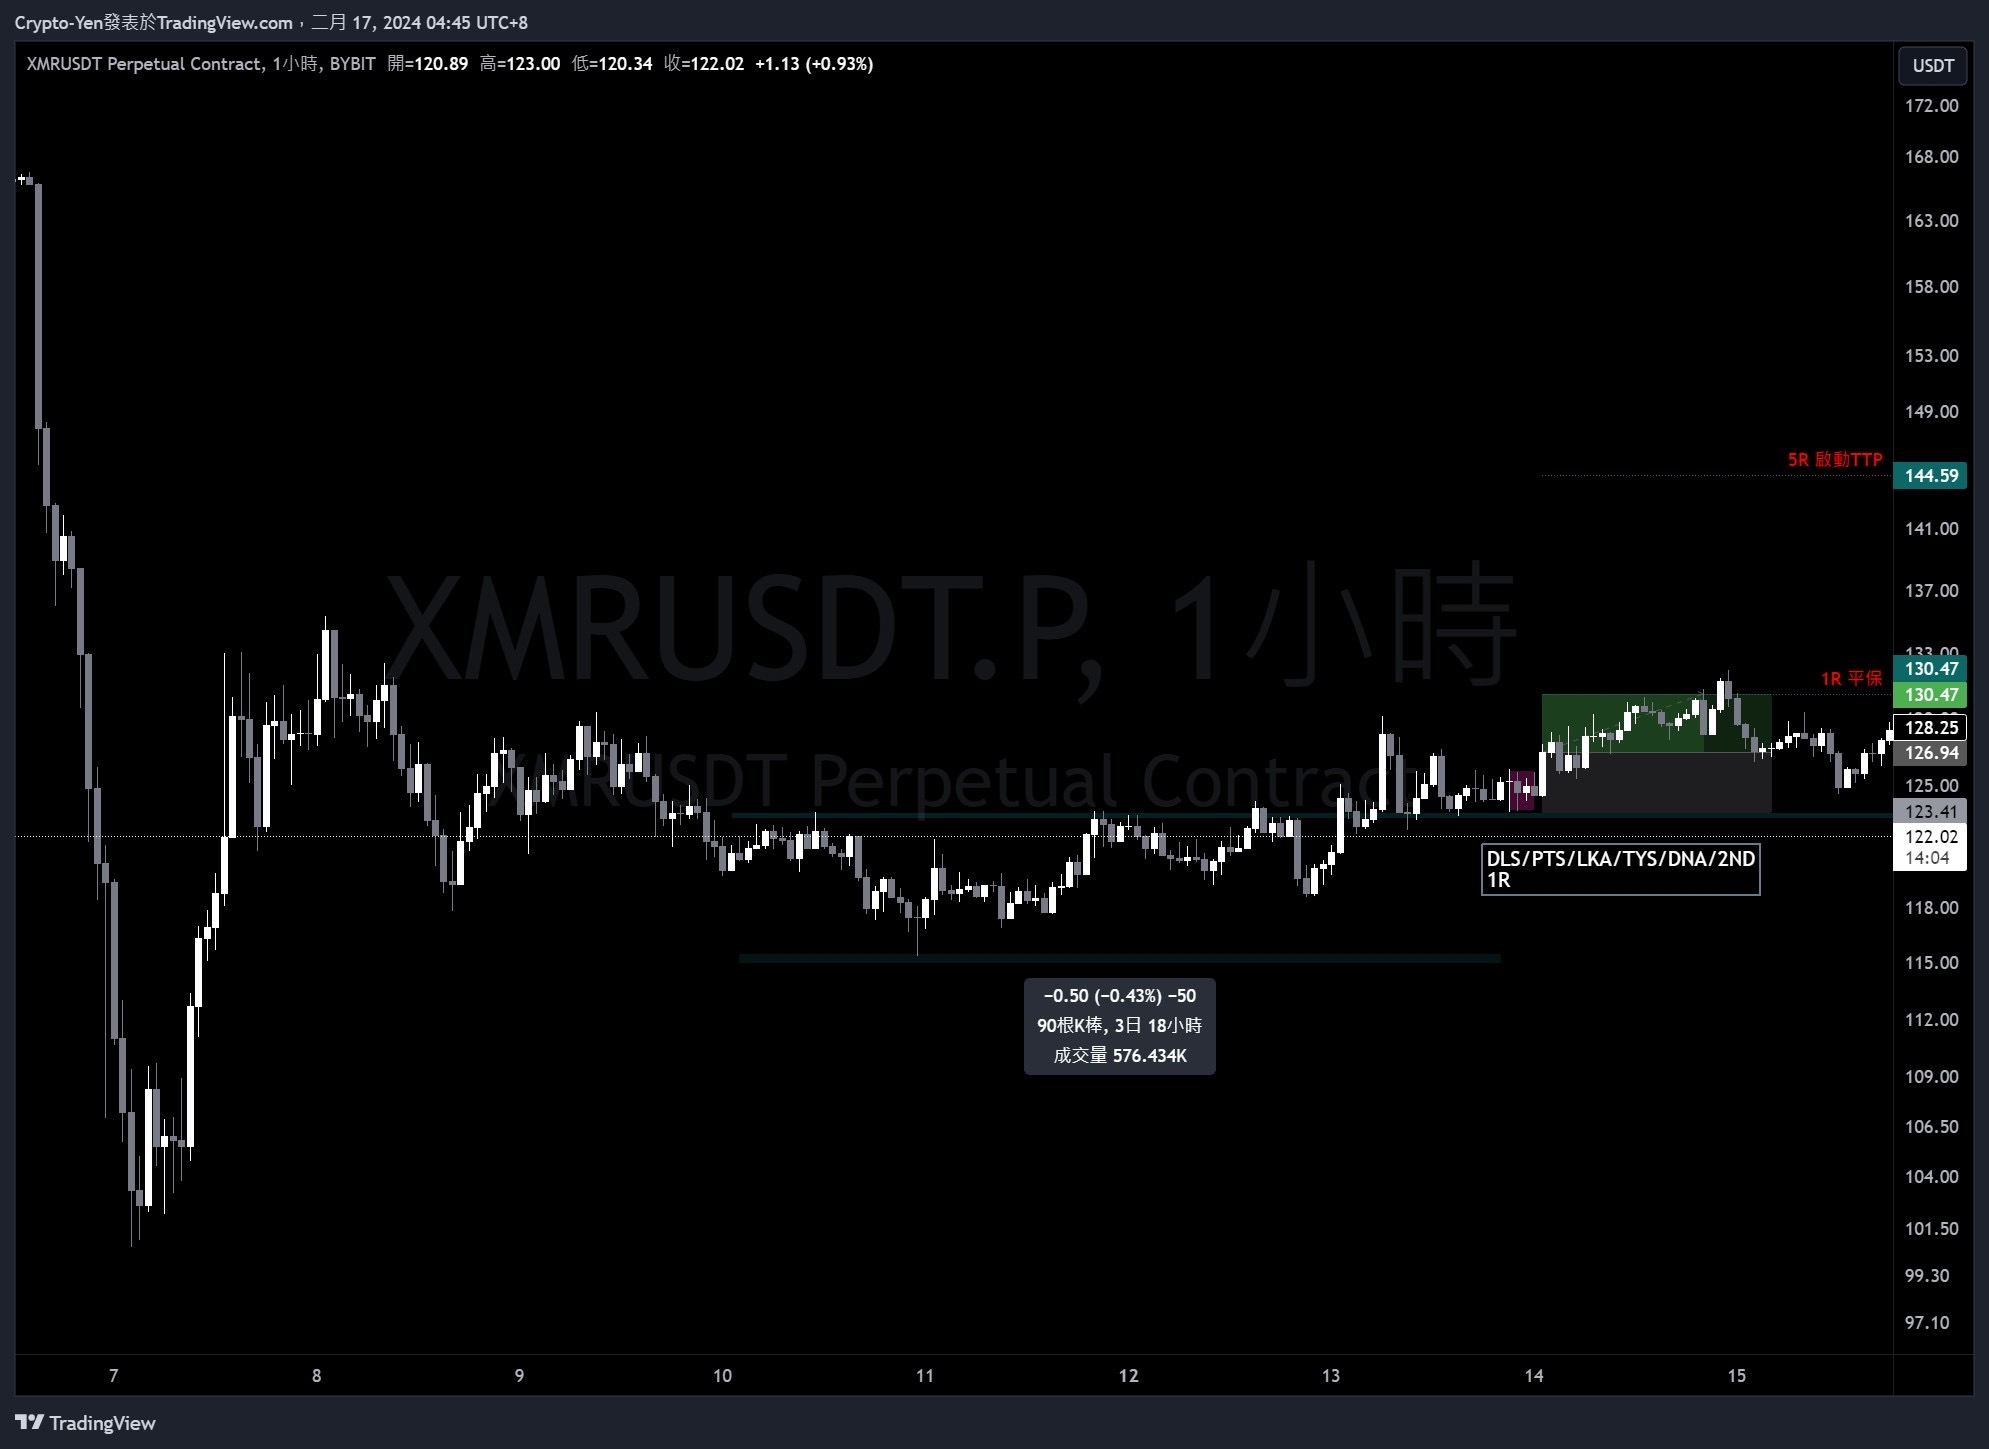 Crypto-Yen發表於TradingView.com，二月 17, 2024 04:45 UTC+8
XMRUSDT Perpetual Contract, 1小時, BYBIT 開=120.89 高=123.00 低=120.34 收=122.02 +1.13 (+0.93%)
USDT
172.00
168.00
163.00
158.00
153.00
149.00
5R 啟動TTP
144.59
141.00
137.00
XMRUSDT.P, 1小時
133.00
130.47
1R 平保
130.47
128.25
126.94
XMRUSDT Perpetual Contract
125.00
123.41
122.02
14:04
DLS/PTS/LKA/TYS/DNA/2ND
1R
118.00
115.00
−0.50 (−0.43%) −50
90根K棒, 3日 18小時
成交量 576.434K
112.00
109.00
106.50
104.00
101.50
99.30
97.10
7 8 9 10 11 12 13 14 15
TradingView